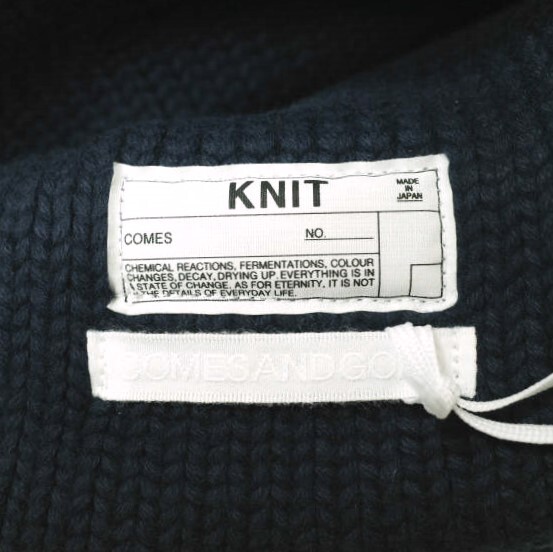 KNIT
MADE
IN
JAPAN
COMES
NO.
CHEMICAL REACTIONS, FERMENTATIONS, COLOUR
CHANGES, DECAY, DRYING UP. EVERYTHING IS IN
A STATE OF CHANGE. AS FOR ETERNITY, IT IS NOT
IN THE DETAILS OF EVERYDAY LIFE.
COMESANDGO